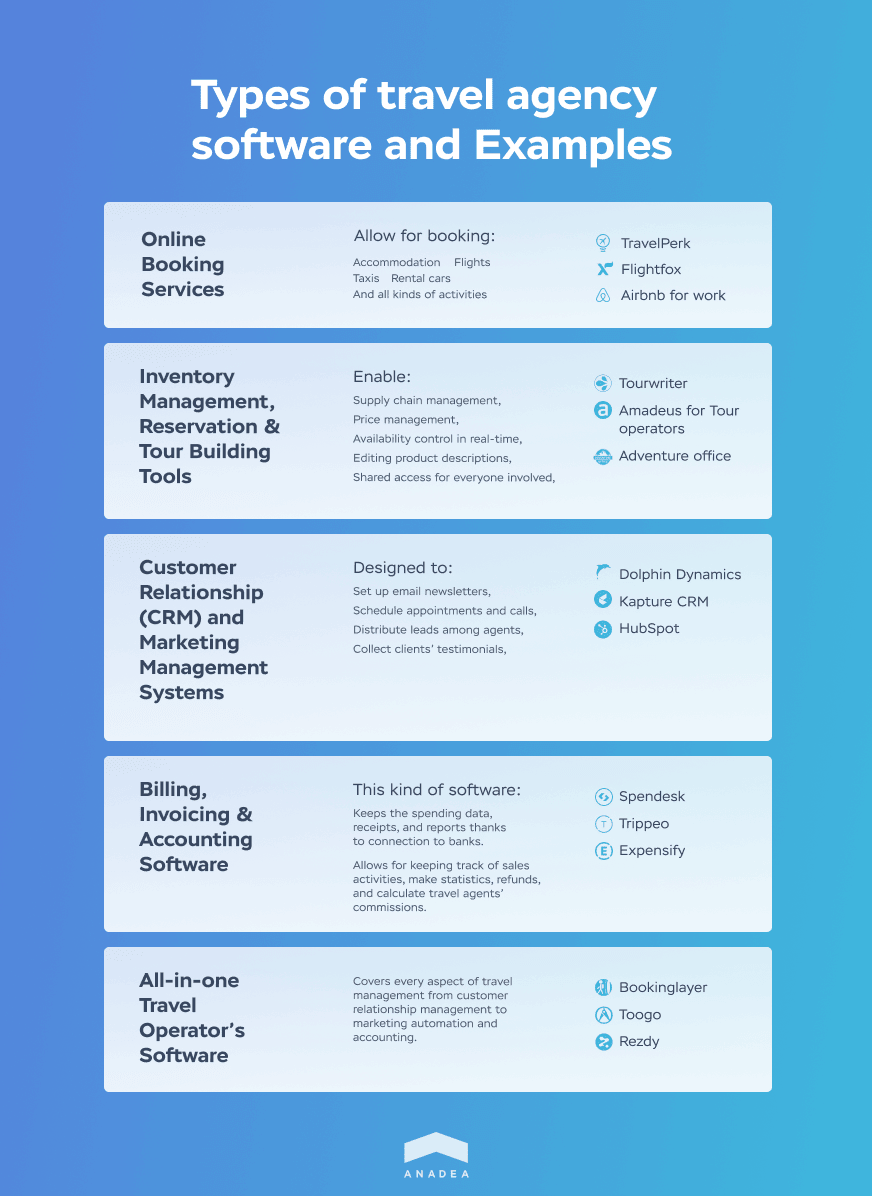 Types of travel agency
software and Examples
Online
Booking
Services
Allow for booking:
Accommodation Flights
Taxis Rental cars
And all kinds of activities
TravelPerk
Flightfox
Airbnb for work
Inventory
Management,
Reservation &
Tour Building
Tools
Enable:
Supply chain management,
Price management,
Availability control in real-time,
Editing product descriptions,
Shared access for everyone involved,
Tourwriter
a
Amadeus for Tour
operators
Adventure office
Customer
Relationship
(CRM) and
Marketing
Management
Systems
Designed to:
Set up email newsletters,
Schedule appointments and calls,
Distribute leads among agents,
Collect clients' testimonials,
Dolphin Dynamics
Kapture CRM
HubSpot
Billing,
Invoicing &
Accounting
Software
This kind of software:
Keeps the spending data,
receipts, and reports thanks
to connection to banks.
Allows for keeping track of sales
activities, make statistics, refunds,
and calculate travel agents'
commissions.
Spendesk
T Trippeo
E Expensify
All-in-one
Travel
Operator's
Software
Covers every aspect of travel
management from customer
relationship management to
marketing automation and
accounting.
Bookinglayer
Toogo
Rezdy
ANADEA